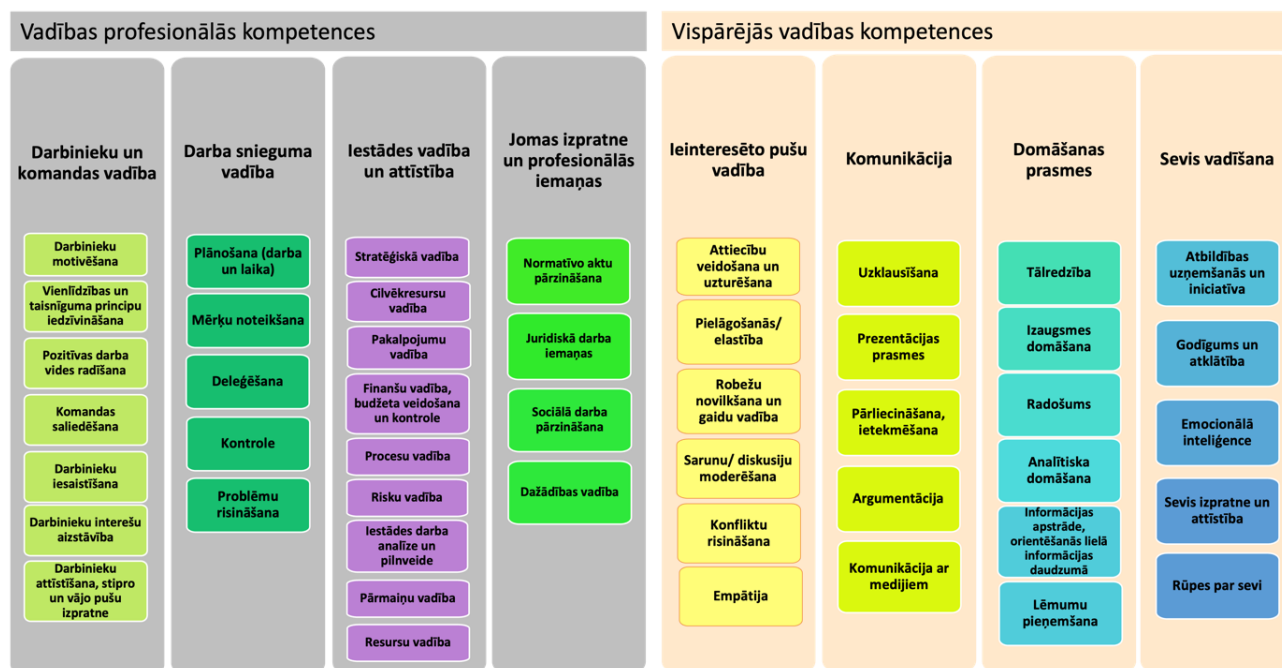 Vadības profesionālās kompetences
Darbinieku un
komandas vadība
Darbinieku
motivēšana
Vienlīdzības un
taisnīguma principu
iedzīvināšana
Pozitīvas darba
vides radīšana
Komandas
saliedēšana
Darbinieku
iesaistīšana
Darbinieku interešu
aizstāvība
Darbinieku
attīstīšana, stipro
un vājo pušu
izpratne
Darba snieguma
vadība
Plānošana (darba
un laika)
Mērķu noteikšana
Deleģēšana
Kontrole
Problēmu
risināšana
Iestādes vadība
un attīstība
Stratēģiskā vadība
Cilvēkresursu
vadība
Pakalpojumu
vadība
Finanšu vadība,
budžeta veidošana
un kontrole
Procesu vadība
Risku vadība
Iestādes darba
analīze un
pilnveide
Pārmaiņu vadība
Resursu vadība
Jomas izpratne
un profesionālās
iemaņas
Normatīvo aktu
pārzināšana
Juridiskā darba
iemaņas
Sociālā darba
pārzināšana
Dažādības vadība
Vispārējās vadības kompetences
Ieinteresēto pušu
vadība
Attiecību
veidošana un
uzturēšana
Pielāgošanās/
elastība
Robežu
novilkšana un
gaidu vadība
Sarunu/ diskusiju
moderēšana
Konfliktu
risināšana
Empātija
Komunikācija
Uzklausīšana
Prezentācijas
prasmes
Pārliecināšana,
ietekmēšana
Argumentācija
Komunikācija ar
medijiem
Domāšanas
prasmes
Tālredzība
Izaugsmes
domāšana
Radošums
Analītiska
domāšana
Informācijas
apstrāde,
orientēšanās lielā
informācijas
daudzumā
Lēmumu
pieņemšana
Sevis vadīšana
Atbildības
uzņemšanās un
iniciatīva
Godīgums un
atklātība
Emocionālā
inteliģence
Sevis izpratne un
attīstība
Rūpes par sevi